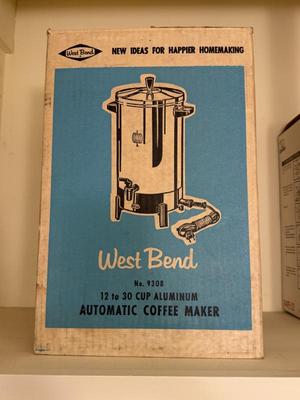 West Bend
NEW IDEAS FOR HAPPIER HOMEMAKING
West Bend
No. 9308
12 to 30 CUP ALUMINUM
AUTOMATIC COFFEE MAKER